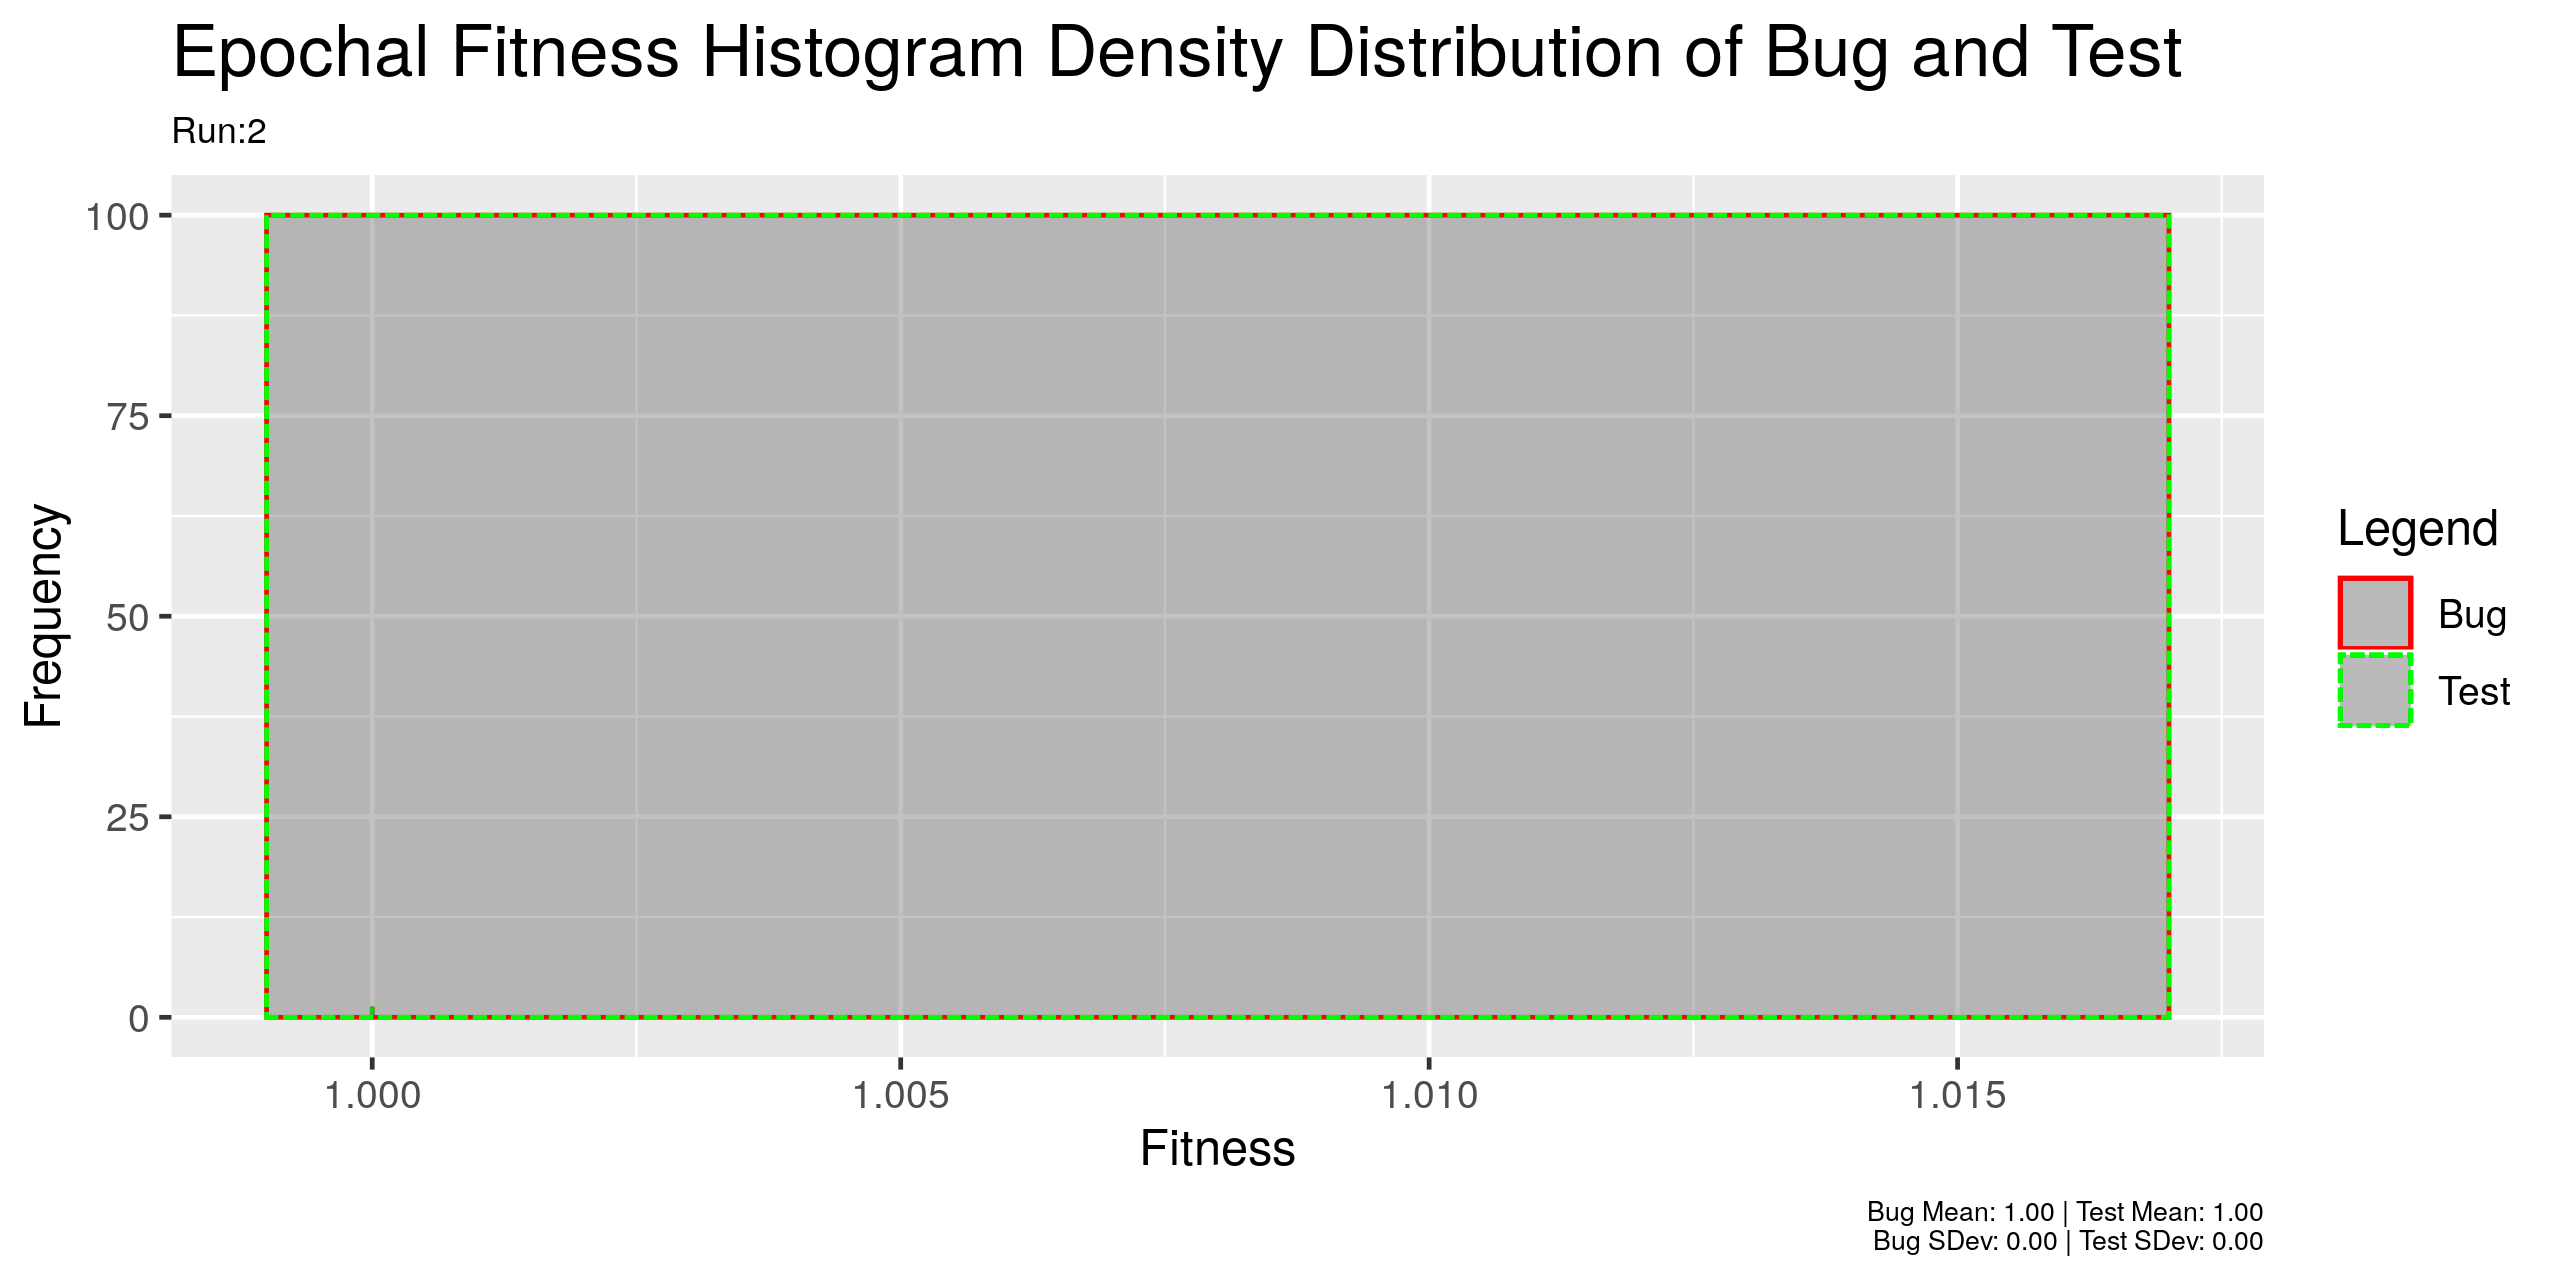 Epochal Fitness Histogram Density Distribution of Bug and Test
Run:2
100
75
50
25
0
Frequency
1.000 1.005 1.010 1.015
Fitness
Legend
Bug
Test
Bug Mean: 1.00 | Test Mean: 1.00
Bug SDev: 0.00 | Test SDev: 0.00